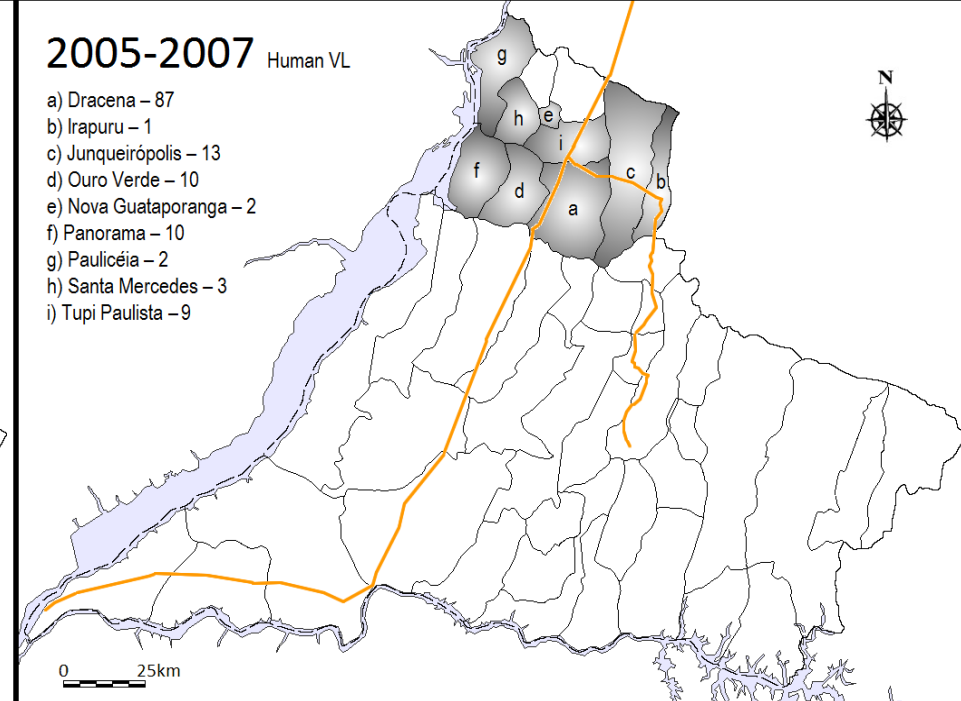 2005-2007 Human VL
a) Dracena – 87
b) Irapuru – 1
c) Junqueirópolis – 13
d) Ouro Verde – 10
e) Nova Guataporanga – 2
f) Panorama – 10
g) Paulicéia – 2
h) Santa Mercedes – 3
i) Tupi Paulista – 9
N
g
h
e
i
f
d
a
c
b
0 25km